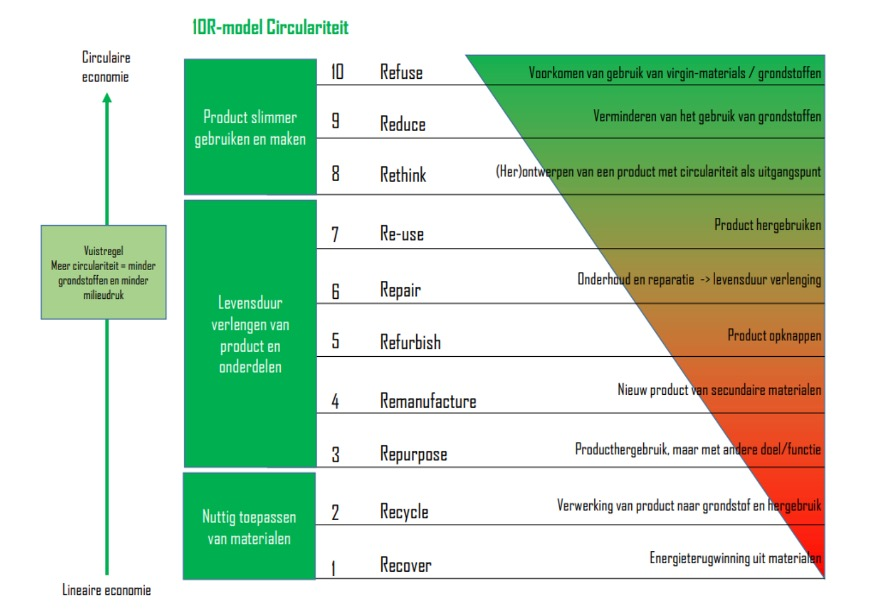 10R-model Circulariteit
Circulaire
economie
Vuistregel
Meer circulariteit = minder
grondstoffen en minder
milieudruk
Lineaire economie
Product slimmer
gebruiken en maken
10 Refuse Voorkomen van gebruik van virgin-materials / grondstoffen
9 Reduce Verminderen van het gebruik van grondstoffen
8 Rethink (Her)ontwerpen van een product met circulariteit als uitgangspunt
Levensduur
verlengen van
product en
onderdelen
7 Re-use Product hergebruiken
6 Repair Onderhoud en reparatie -> levensduur verlenging
5 Refurbish Product opknappen
4 Remanufacture Nieuw product van secundaire materialen
3 Repurpose Producthergebruik, maar met andere doel/functie
Nuttig toepassen
van materialen
2 Recycle Verwerking van product naar grondstof en hergebruik
1 Recover Energieterugwinning uit materialen